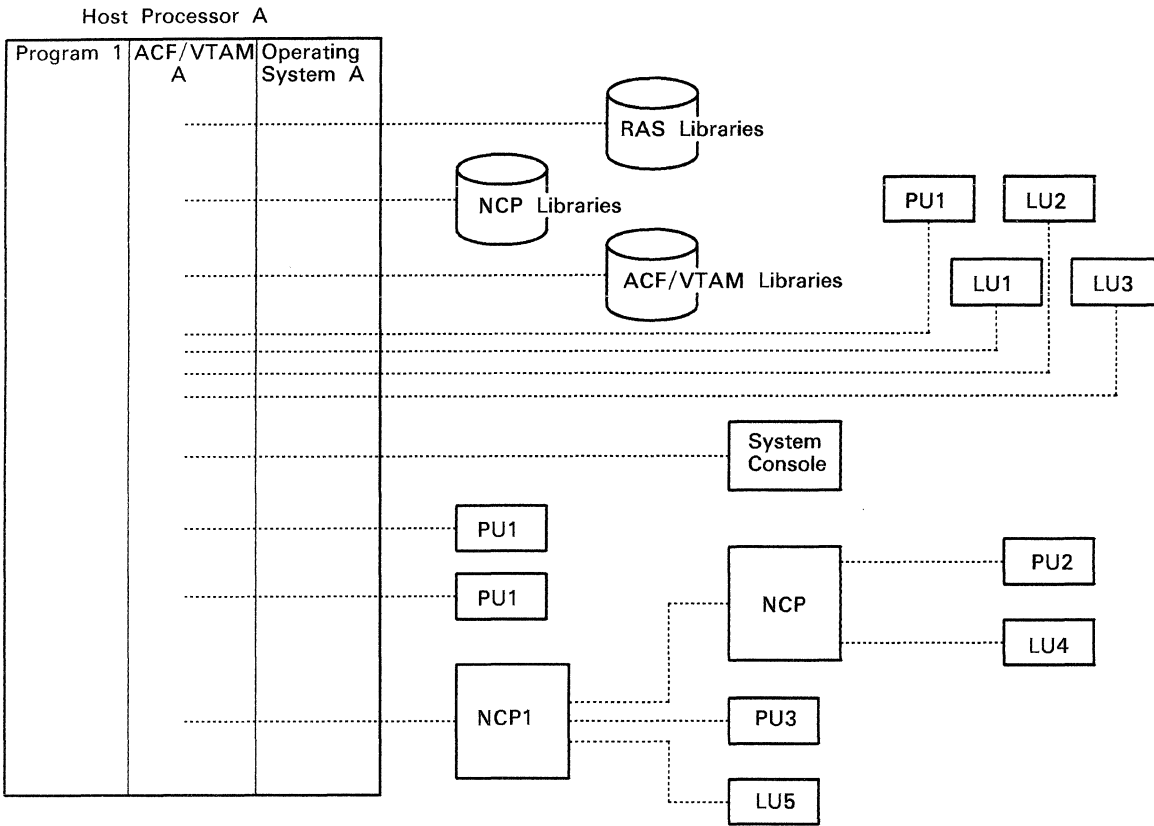 Host Processor A
Program 1
ACF/VTAM
A
Operating
System A
RAS Libraries
NCP Libraries
ACF/VTAM Libraries
PU1
LU2
LU1
LU3
System
Console
PU1
PU1
NCP
PU2
LU4
NCP1
PU3
LU5